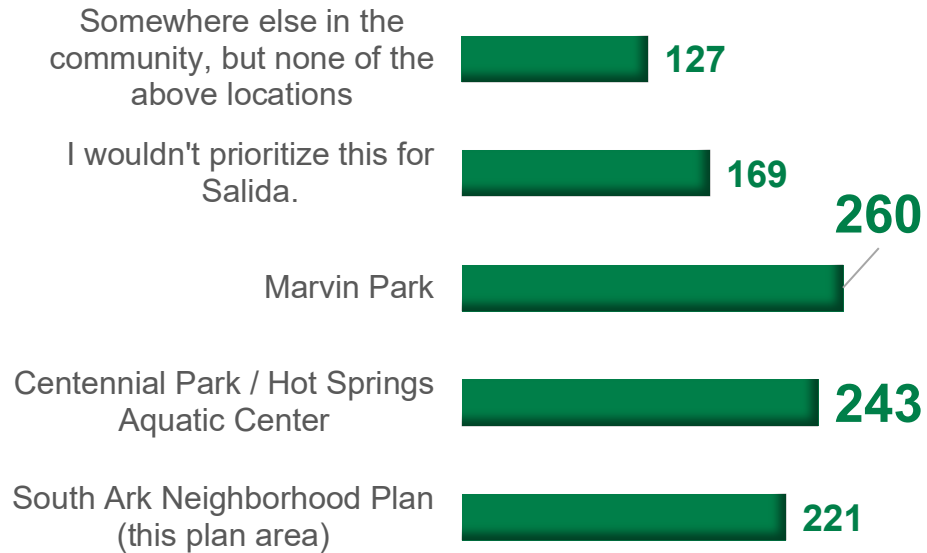 Somewhere else in the
community, but none of the
above locations
127
I wouldn't prioritize this for
Salida.
169
260
Marvin Park
Centennial Park / Hot Springs
Aquatic Center
243
South Ark Neighborhood Plan
(this plan area)
221